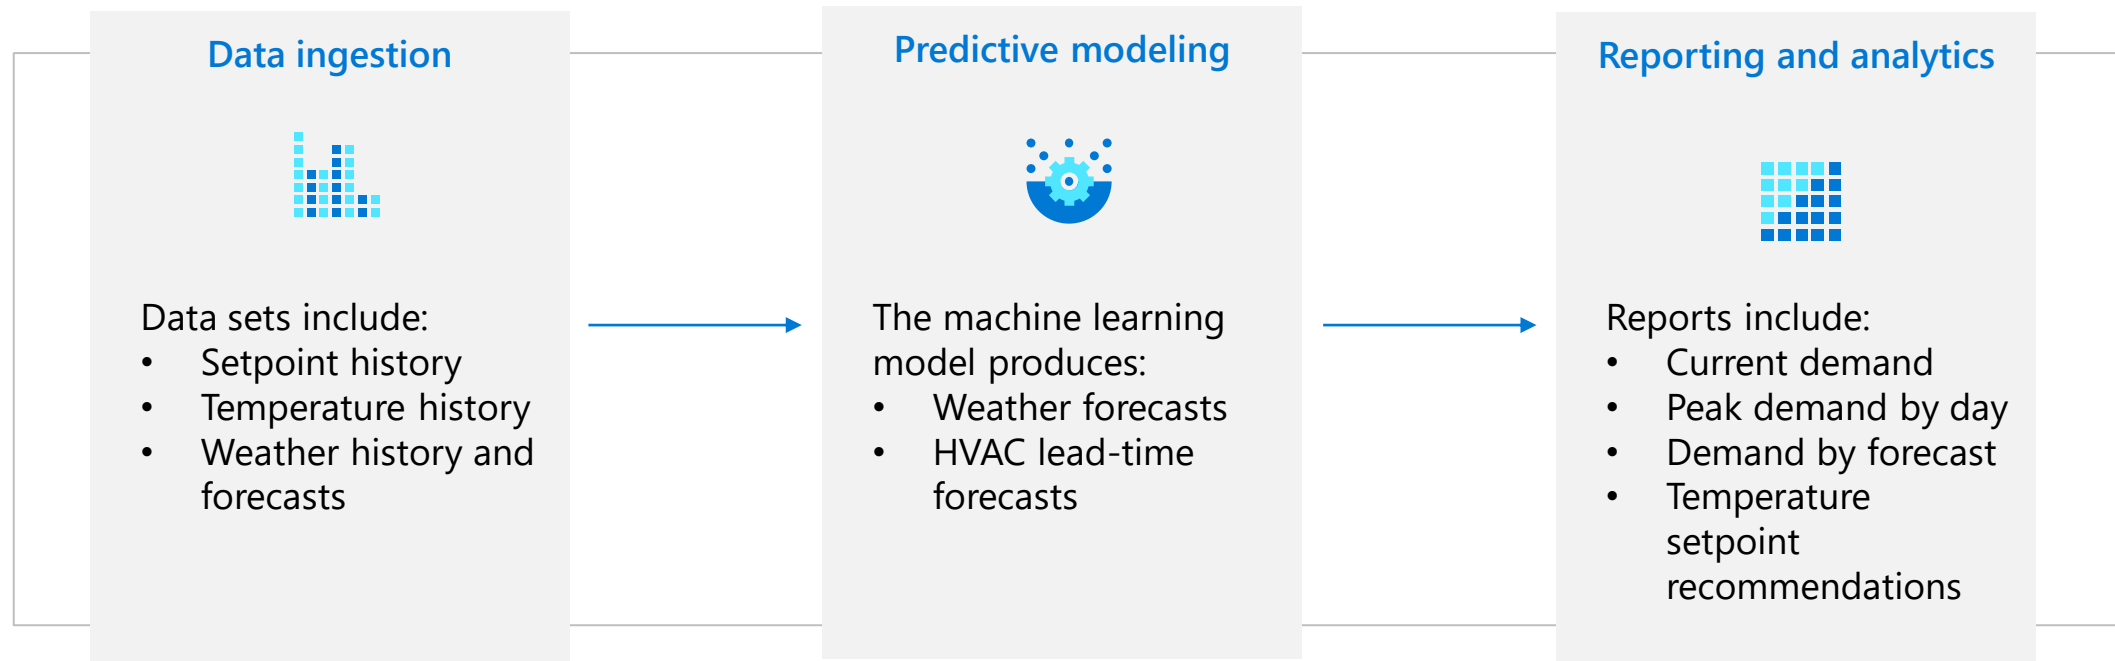 Data ingestion
Data sets include:
• Setpoint history
• Temperature history
• Weather history and
forecasts
Predictive modeling
The machine learning
model produces:
• Weather forecasts
• HVAC lead-time
forecasts
Reporting and analytics
Reports include:
• Current demand
• Peak demand by day
• Demand by forecast
• Temperature
setpoint
recommendations